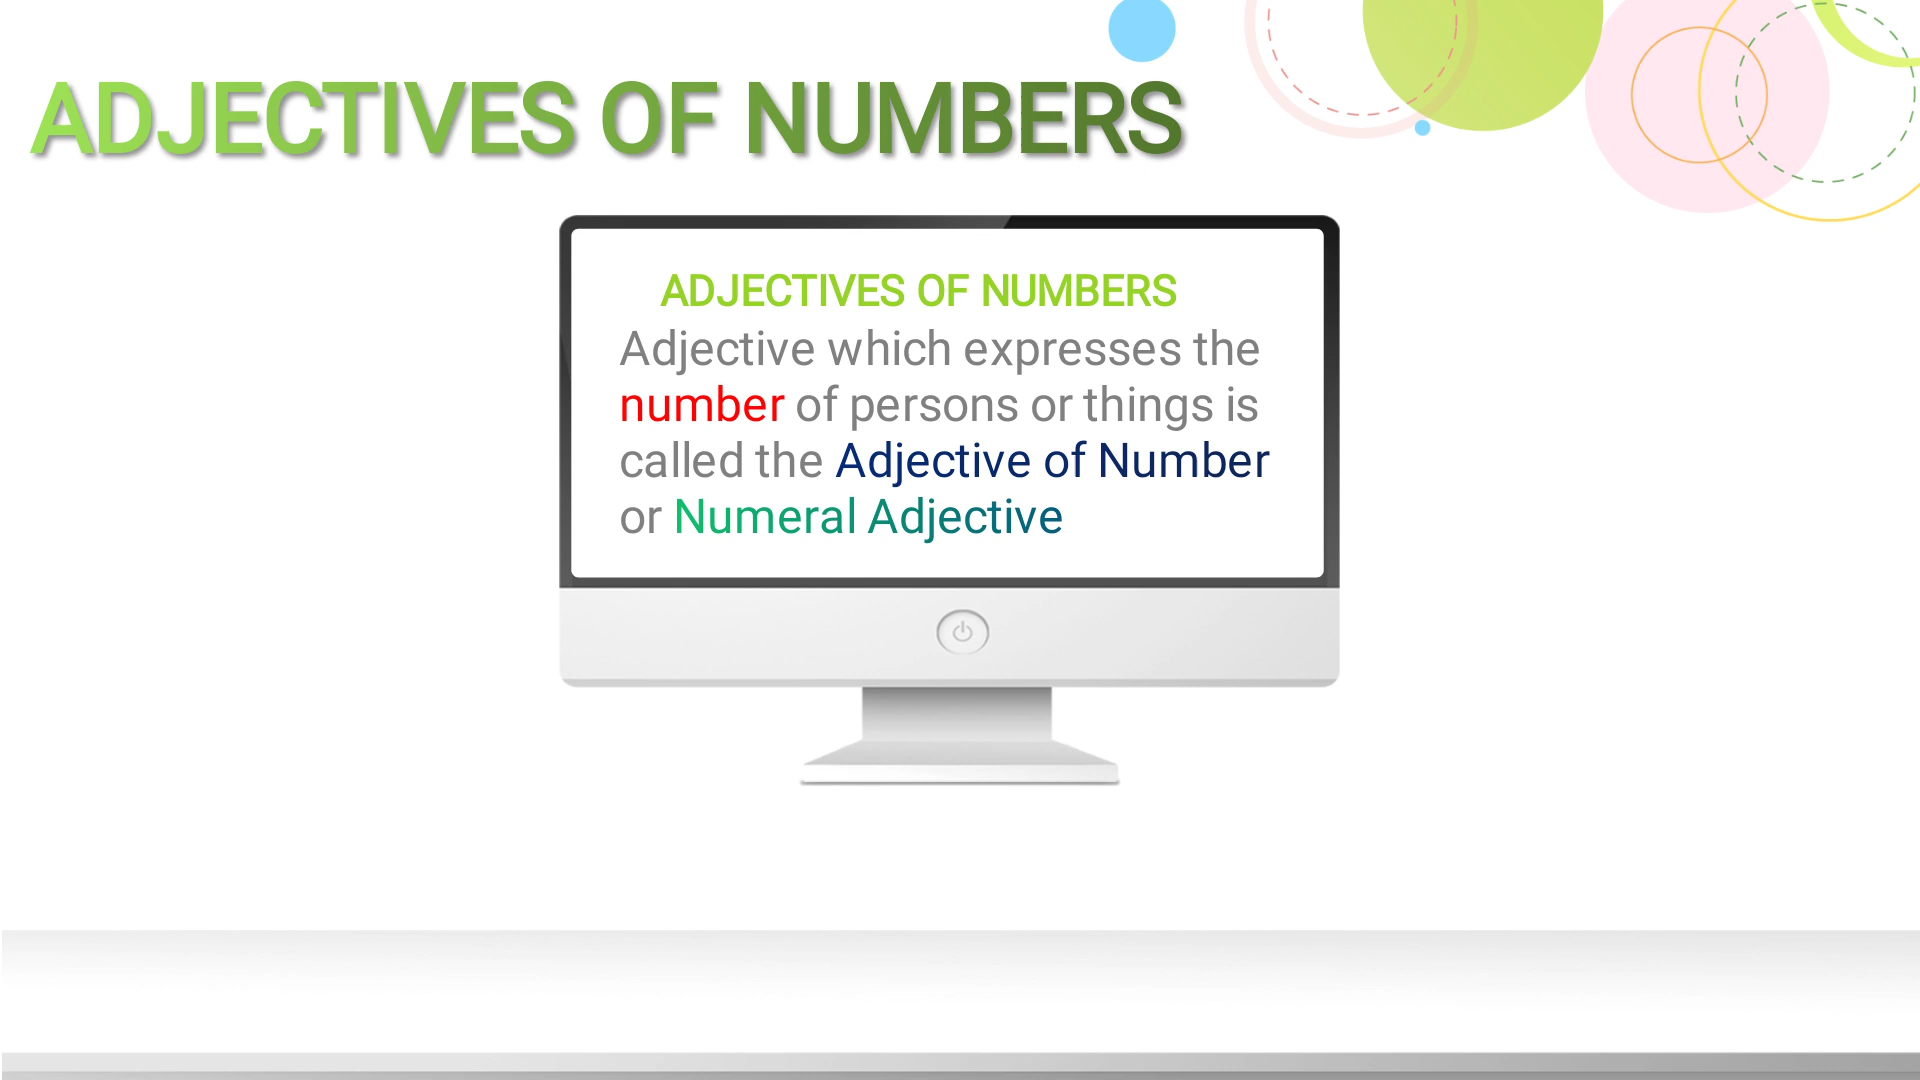 ADJECTIVES OF NUMBERS
ADJECTIVES OF NUMBERS
Adjective which expresses the
number of persons or things is
called the Adjective of Number
or Numeral Adjective